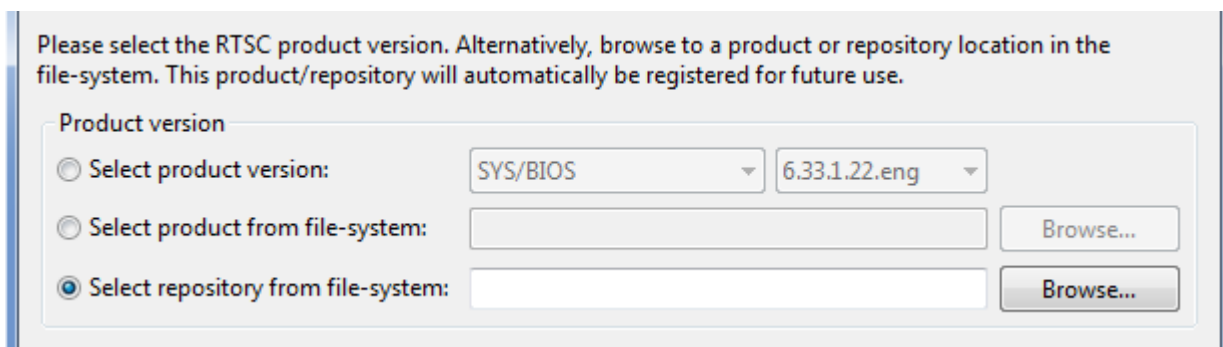 Please select the RTSC product version. Alternatively, browse to a product or repository location in the
file-system. This product/repository will automatically be registered for future use.
Product version
Select product version: SYS/BIOS 6.33.1.22.eng
Select product from file-system: Browse...
Select repository from file-system: Browse...